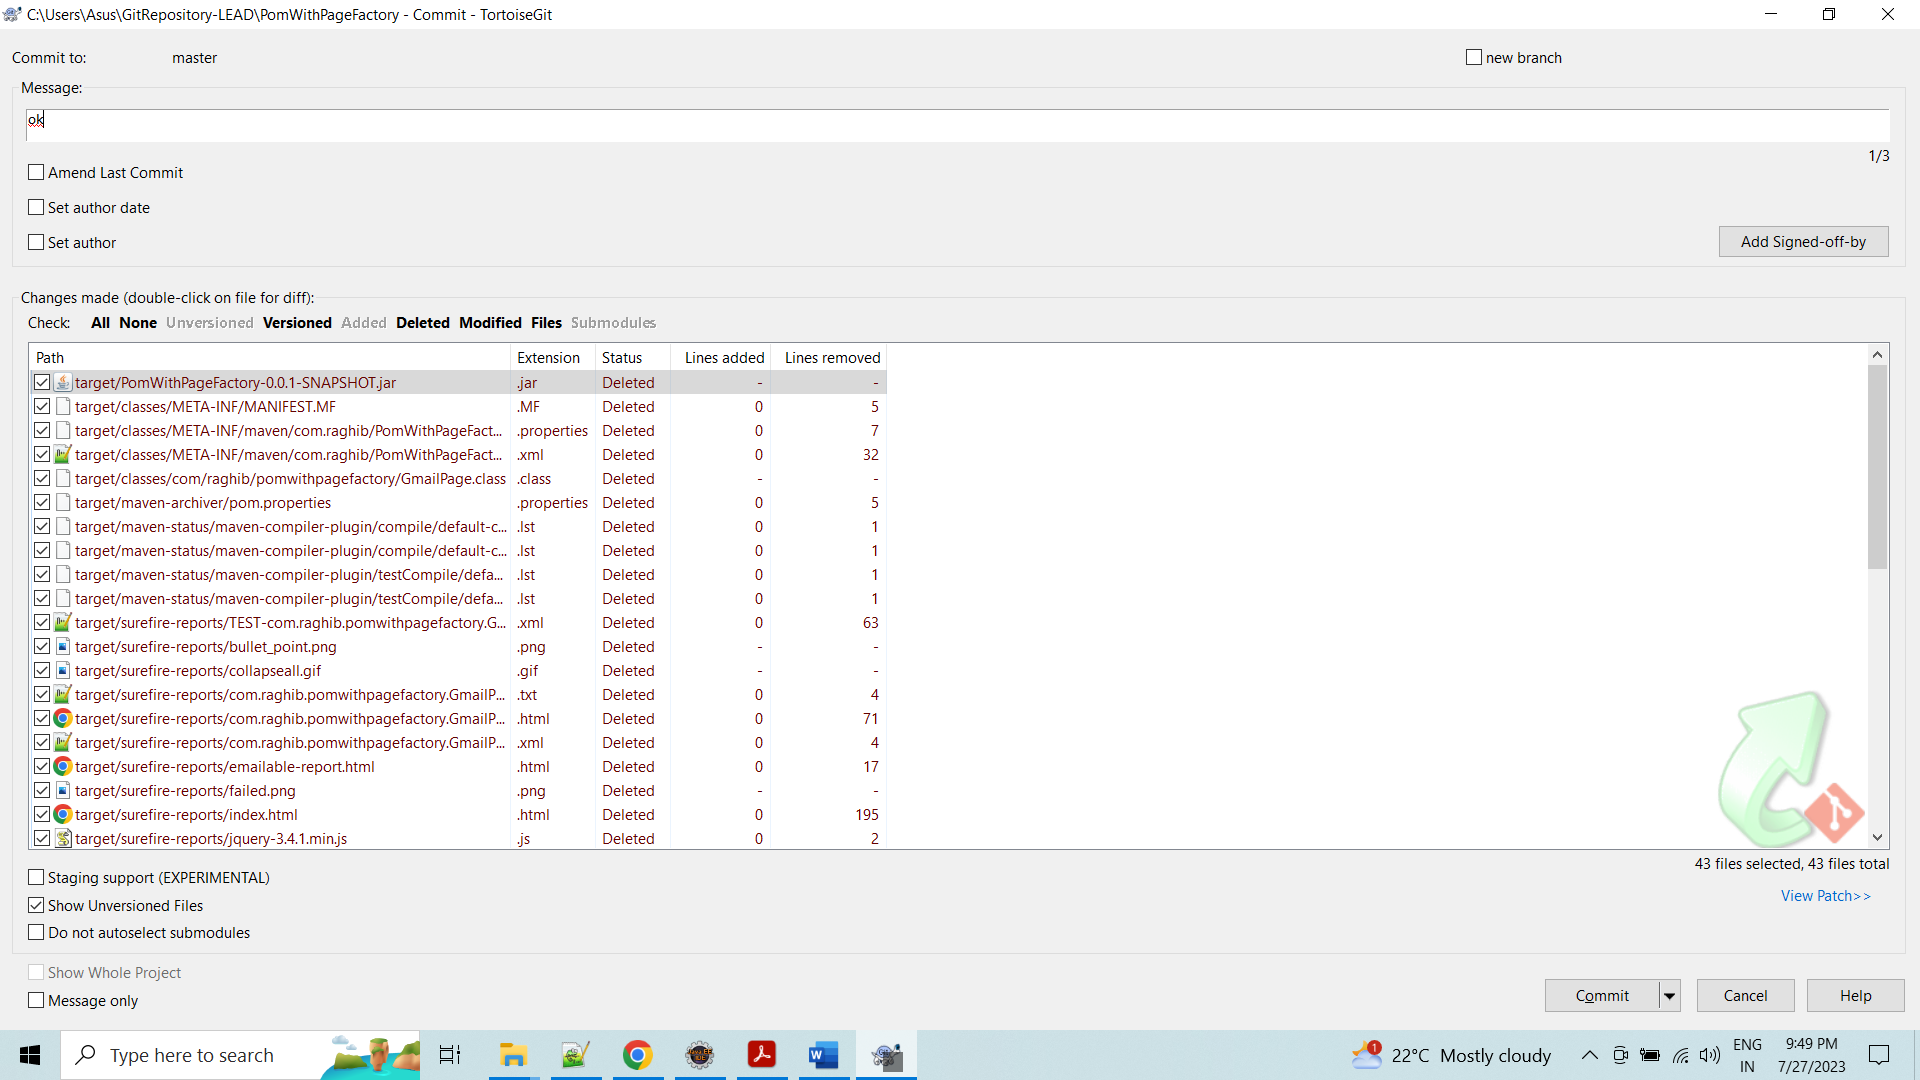 C:\Users\Asus\GitRepository-LEAD\PomWithPageFactory - Commit - TortoiseGit
Commit to: master new branch
Message:
ok
1/3
Amend Last Commit
Set author date
Set author
Add Signed-off-by
Changes made (double-click on file for diff):
Check: All None Unversioned Versioned Added Deleted Modified Files Submodules
Path Extension Status Lines added Lines removed
target/PomWithPageFactory-0.0.1-SNAPSHOT.jar .jar Deleted - -
target/classes/META-INF/MANIFEST.MF .MF Deleted 0 5
target/classes/META-INF/maven/com.raghib/PomWithPageFact... .properties Deleted 0 7
target/classes/META-INF/maven/com.raghib/PomWithPageFact... .xml Deleted 0 32
target/classes/com/raghib/pomwithpagefactory/GmailPage.class .class Deleted - -
target/maven-archiver/pom.properties .properties Deleted 0 5
target/maven-status/maven-compiler-plugin/compile/default-c... .lst Deleted 0 1
target/maven-status/maven-compiler-plugin/compile/default-c... .lst Deleted 0 1
target/maven-status/maven-compiler-plugin/testCompile/defa... .lst Deleted 0 1
target/maven-status/maven-compiler-plugin/testCompile/defa... .lst Deleted 0 1
target/surefire-reports/TEST-com.raghib.pomwithpagefactory.G... .xml Deleted 0 63
target/surefire-reports/bullet_point.png .png Deleted - -
target/surefire-reports/collapseall.gif .gif Deleted - -
target/surefire-reports/com.raghib.pomwithpagefactory.GmailP... .txt Deleted 0 4
target/surefire-reports/com.raghib.pomwithpagefactory.GmailP... .html Deleted 0 71
target/surefire-reports/com.raghib.pomwithpagefactory.GmailP... .xml Deleted 0 4
target/surefire-reports/emailable-report.html .html Deleted 0 17
target/surefire-reports/failed.png .png Deleted - -
target/surefire-reports/index.html .html Deleted 0 195
target/surefire-reports/jquery-3.4.1.min.js .js Deleted 0 2
43 files selected, 43 files total
Staging support (EXPERIMENTAL)
View Patch>>
Show Unversioned Files
Do not autoselect submodules
Show Whole Project
Message only
Commit Cancel Help
Type here to search
1
22°C Mostly cloudy
ENG
IN
9:49 PM
7/27/2023